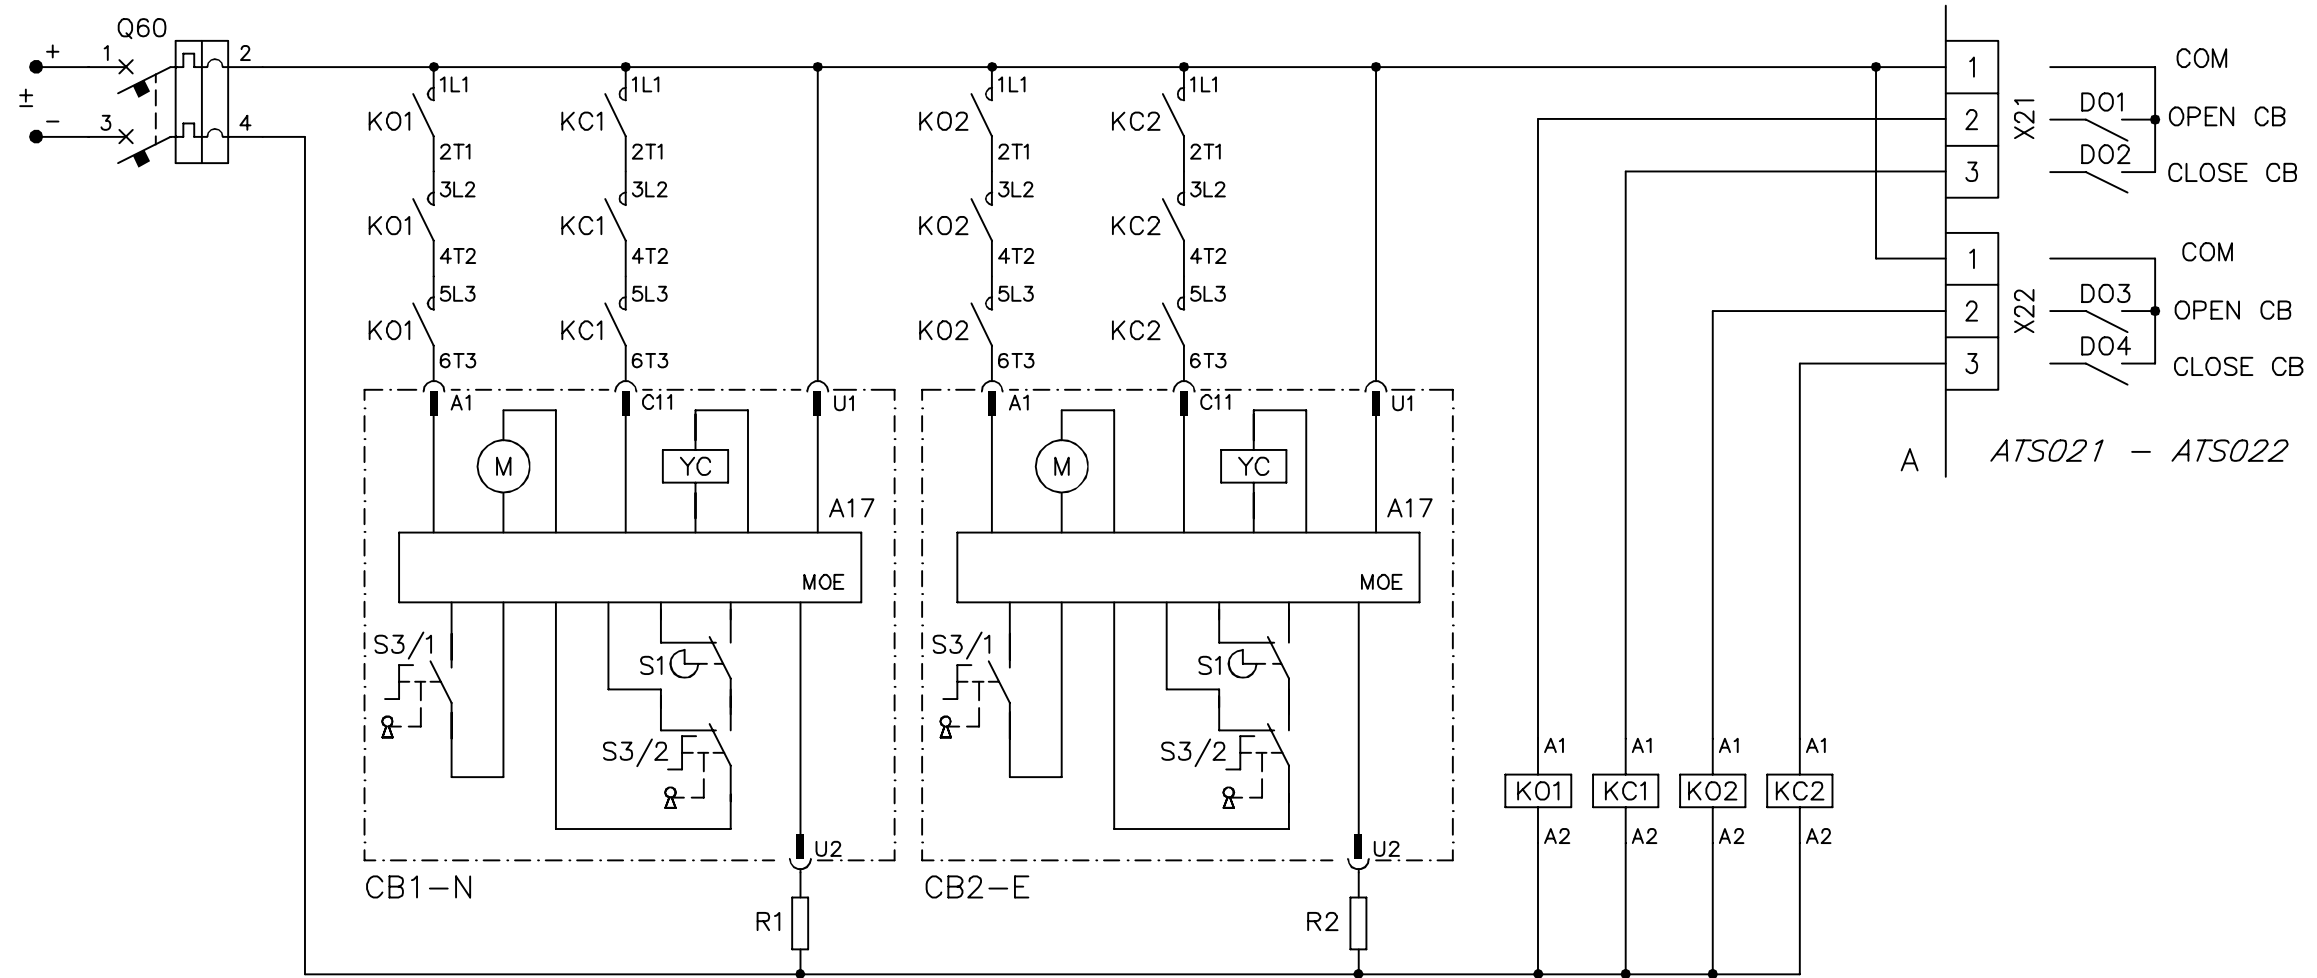 Q60
+ 1 2
±
− 3 4
1L1 1L1 1L1 1L1
KO1 KC1 KO2 KC2
2T1 2T1 2T1 2T1
3L2 3L2 3L2 3L2
KO1 KC1 KO2 KC2
4T2 4T2 4T2 4T2
5L3 5L3 5L3 5L3
KO1 KC1 KO2 KC2
6T3 6T3 6T3 6T3
1 COM
2 X21 DO1 OPEN CB
3 DO2 CLOSE CB
1 COM
2 X22 DO3 OPEN CB
3 DO4 CLOSE CB
A ATS021 − ATS022
A1 C11 U1 A1 C11 U1
M YC M YC
A17 A17
MOE MOE
S3/1 S1 S3/1 S1
S3/2 S3/2
A1 A1 A1 A1
KO1 KC1 KO2 KC2
A2 A2 A2 A2
U2 U2
CB1−N CB2−E
R1 R2